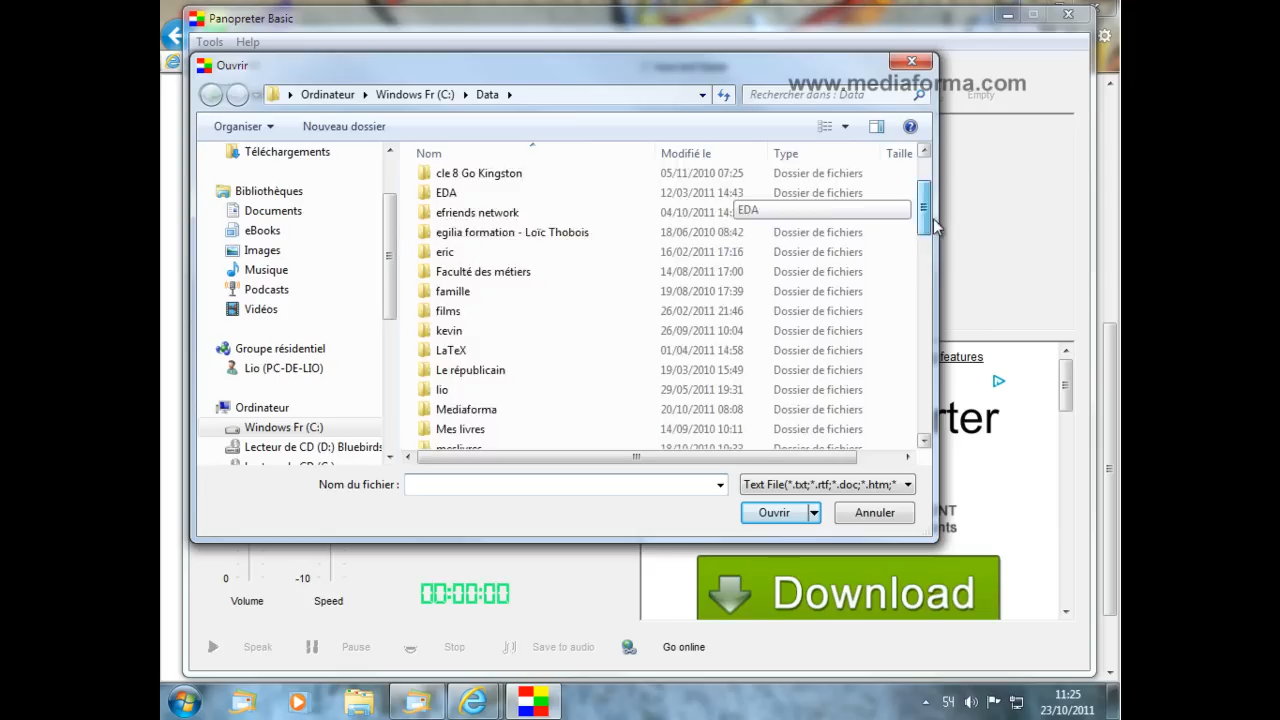 Panopreter Basic
Tools Help
Ouvrir
www.mediaforma.com
Ordinateur Windows Fr (C:) Data
Rechercher dans : Data
Empty
Organiser Nouveau dossier
Téléchargements
Bibliothèques
Documents
eBooks
Images
Musique
Podcasts
Vidéos
Groupe résidentiel
Lio (PC-DE-LIO)
Ordinateur
Windows Fr (C:)
Lecteur de CD (D:) Bluebirds
Nom Modifié le Type Taille
cle 8 Go Kingston 05/11/2010 07:25 Dossier de fichiers
EDA 12/03/2011 14:43 Dossier de fichiers
efriends network 04/10/2011 14:
EDA
egilia formation - Loïc Thobois 18/06/2010 08:42 Dossier de fichiers
eric 16/02/2011 17:16 Dossier de fichiers
Faculté des métiers 14/08/2011 17:00 Dossier de fichiers
famille 19/08/2010 17:39 Dossier de fichiers
films 26/02/2011 21:46 Dossier de fichiers
kevin 26/09/2011 10:04 Dossier de fichiers
LaTeX 01/04/2011 14:58 Dossier de fichiers
Le républicain 19/03/2010 15:49 Dossier de fichiers
lio 29/05/2011 19:31 Dossier de fichiers
Mediaforma 20/10/2011 08:08 Dossier de fichiers
Mes livres 14/09/2011 10:11 Dossier de fichiers
Nom du fichier :
Text File(*.txt;*.rtf;*.doc;*.htm;*
Ouvrir Annuler
features
rter
NT
nts
Download
0 -10
Volume Speed
00:00:00
Speak Pause Stop Save to audio Go online
54
11:25
23/10/2011